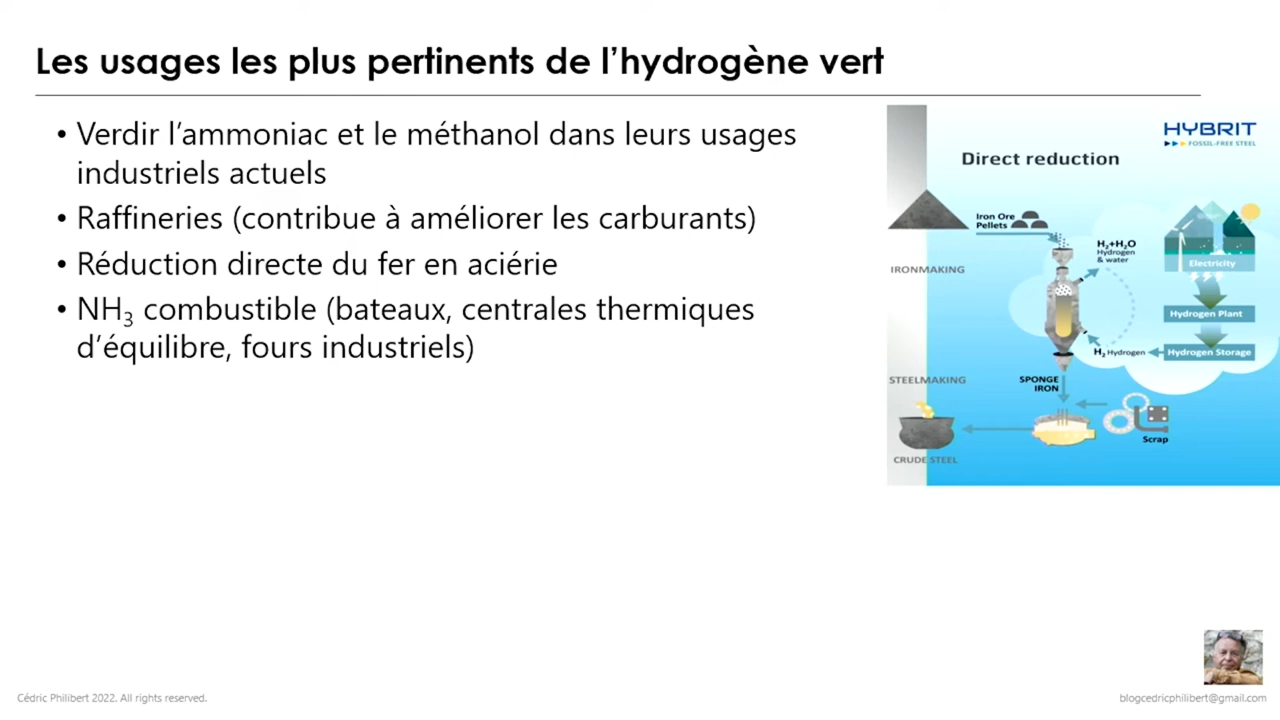 Les usages les plus pertinents de l’hydrogène vert
• Verdir l’ammoniac et le méthanol dans leurs usages
industriels actuels
• Raffineries (contribue à améliorer les carburants)
• Réduction directe du fer en aciérie
• NH₃ combustible (bateaux, centrales thermiques
d’équilibre, fours industriels)
HYBRIT
FOSSIL-FREE STEEL
Direct reduction
Iron Ore
Pellets
H₂+H₂O
Hydrogen
& water
IRONMAKING
Electricity
Hydrogen Plant
H₂ Hydrogen
Hydrogen Storage
STEELMAKING
SPONGE
IRON
Scrap
CRUDE STEEL
Cédric Philibert 2022. All rights reserved.
blogcedricphilibert@gmail.com